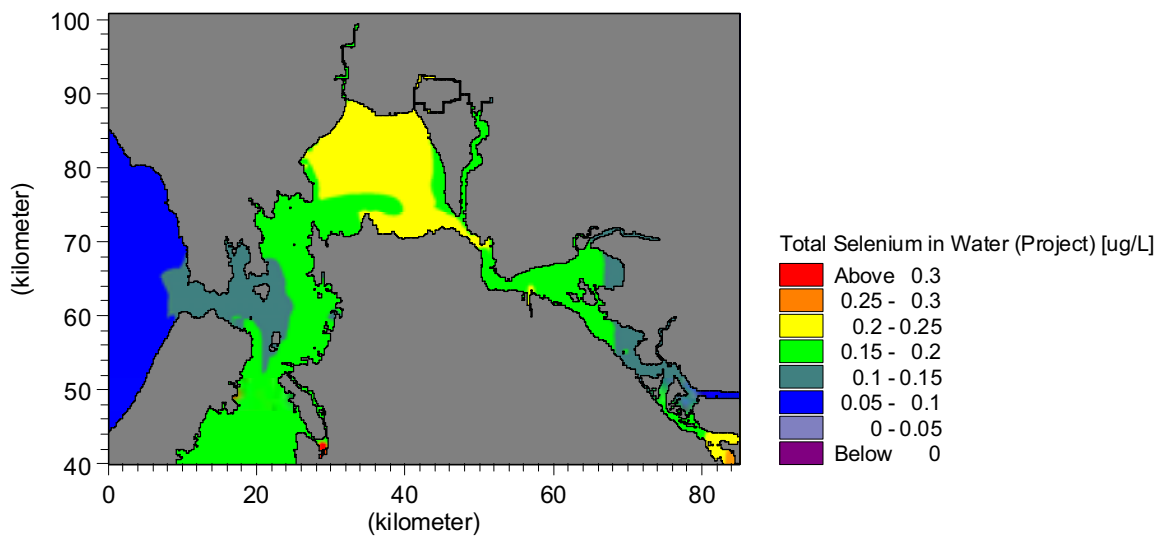 100
90
80
70
60
50
40
(kilometer)
0 20 40 60 80
(kilometer)
Total Selenium in Water (Project) [ug/L]
Above 0.3
0.25 - 0.3
0.2 - 0.25
0.15 - 0.2
0.1 - 0.15
0.05 - 0.1
0 - 0.05
Below 0